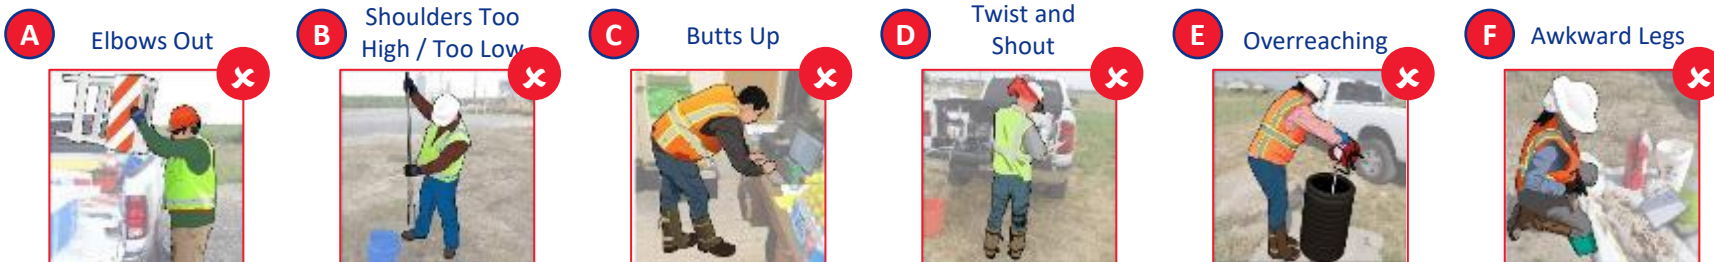 A
Elbows Out
B
Shoulders Too
High / Too Low
C
Butts Up
D
Twist and
Shout
E
Overreaching
F
Awkward Legs